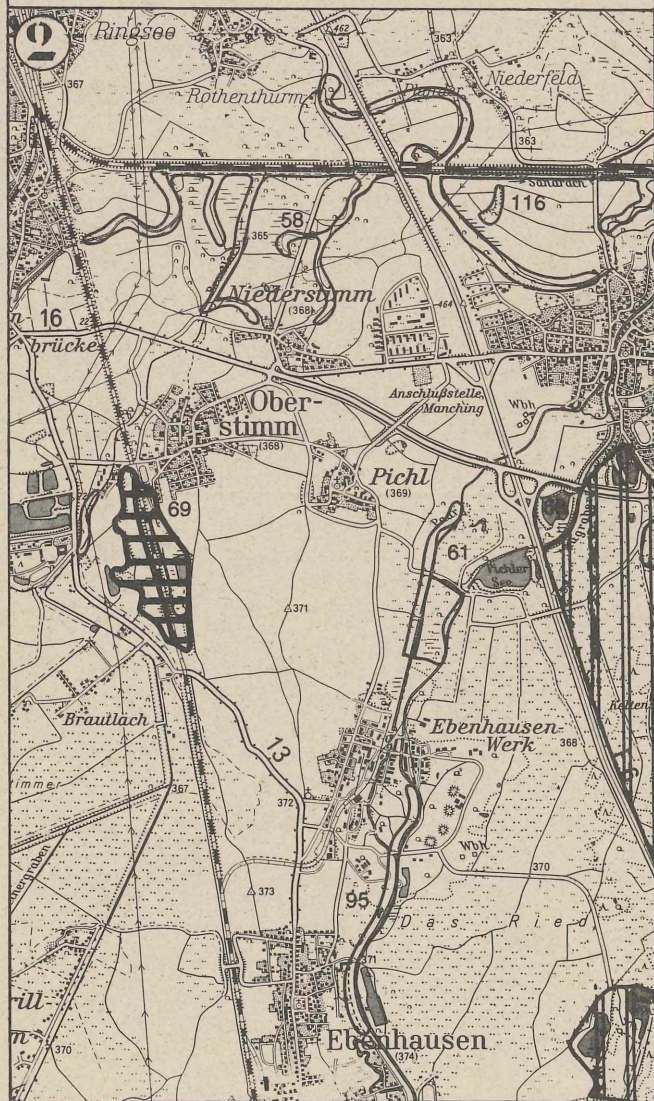 2
Ringsee
462
363
367
Niederfeld
Rothenthurm
363
Sandrach
116
58
365
Niederstimm
(368)
16
22
464
brücke
Anschlußstelle
Manching
Ober-
stimm
(368)
Wbh
Pichl
(369)
69
61
Pichler
See
371
Brautlach
13
Ebenhausen-
Werk
368
367
372
Wbh
370
373
95
Das Ried
371
Ebenhausen
(374)
370